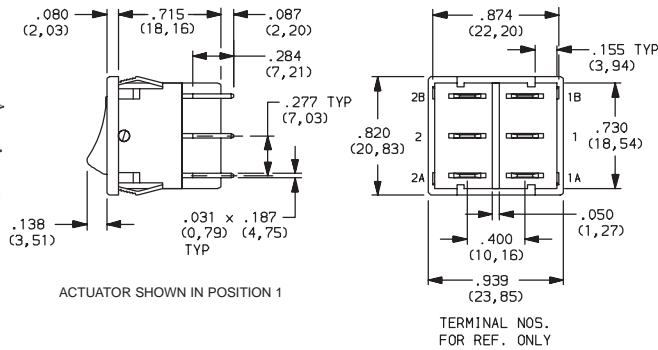 .080
(2,03)
.715
(18,16)
.087
(2,20)
.284
(7,21)
.277 TYP
(7,03)
.138
(3,51)
.031 x .187
(0,79) (4,75)
TYP
ACTUATOR SHOWN IN POSITION 1
.874
(22,20)
.155 TYP
(3,94)
2B
1B
.820
(20,83)
2
1
.730
(18,54)
2A
1A
.050
(1,27)
.400
(10,16)
.939
(23,85)
TERMINAL NOS.
FOR REF. ONLY